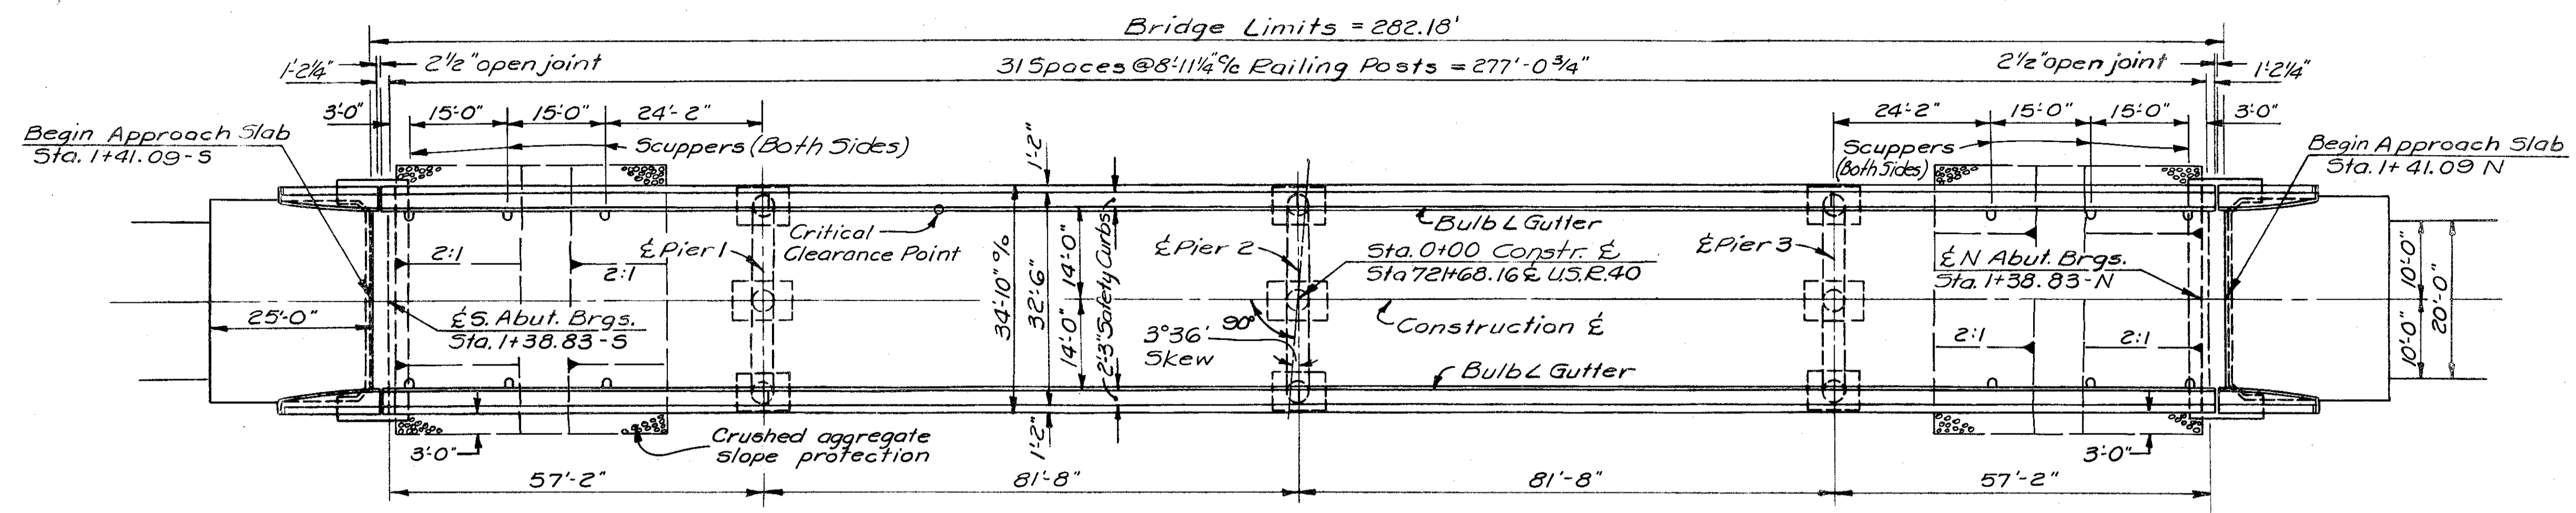 Bridge Limits = 282.18'
1'-2¼"
2½" open joint
31 Spaces @ 8'-11¼" c/c Railing Posts = 277'-0¾"
2½" open joint
1'-2¼"
3'-0"
15'-0"
15'-0"
24'-2"
24'-2"
15'-0"
15'-0"
3'-0"
Begin Approach Slab
Sta. 1+41.09-S
Scuppers (Both Sides)
1'-2"
Scuppers
(Both Sides)
Begin Approach Slab
Sta. 1+41.09 N
Critical
Clearance Point
2:1
2:1
℄ Pier 1
34'-10" o/o
32'-6"
14'-0"
14'-0"
2'-3" Safety Curbs
℄ Pier 2
Bulb L Gutter
Sta. 0+00 Constr. ℄
Sta 721+68.16 ℄ U.S.R. 40
℄ Pier 3
℄ N Abut. Brgs.
Sta. 1+38.83-N
10'-0"
10'-0"
20'-0"
25'-0"
℄ S. Abut. Brgs.
Sta. 1+38.83-S
90°
3°36'
Skew
Construction ℄
2:1
2:1
Bulb L Gutter
3'-0"
Crushed aggregate
slope protection
1'-2"
3'-0"
57'-2"
81'-8"
81'-8"
57'-2"